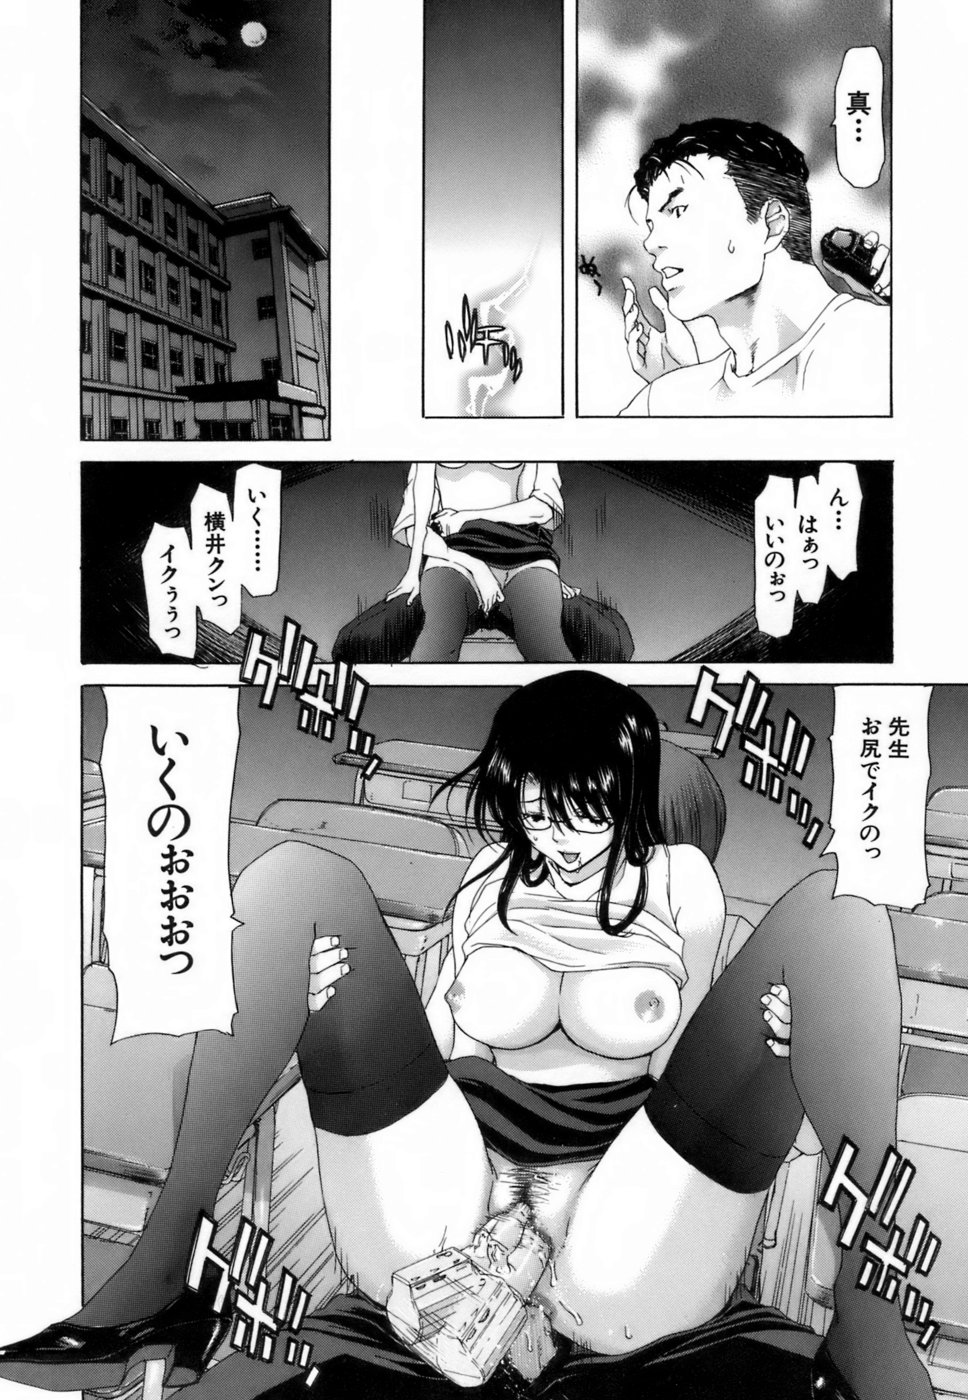 真…
ん…
はぁっ
いいのぉっ
いく……
横井クンっ
イクぅぅっ
先生
お尻でイクのっ
いくのぉおおっ